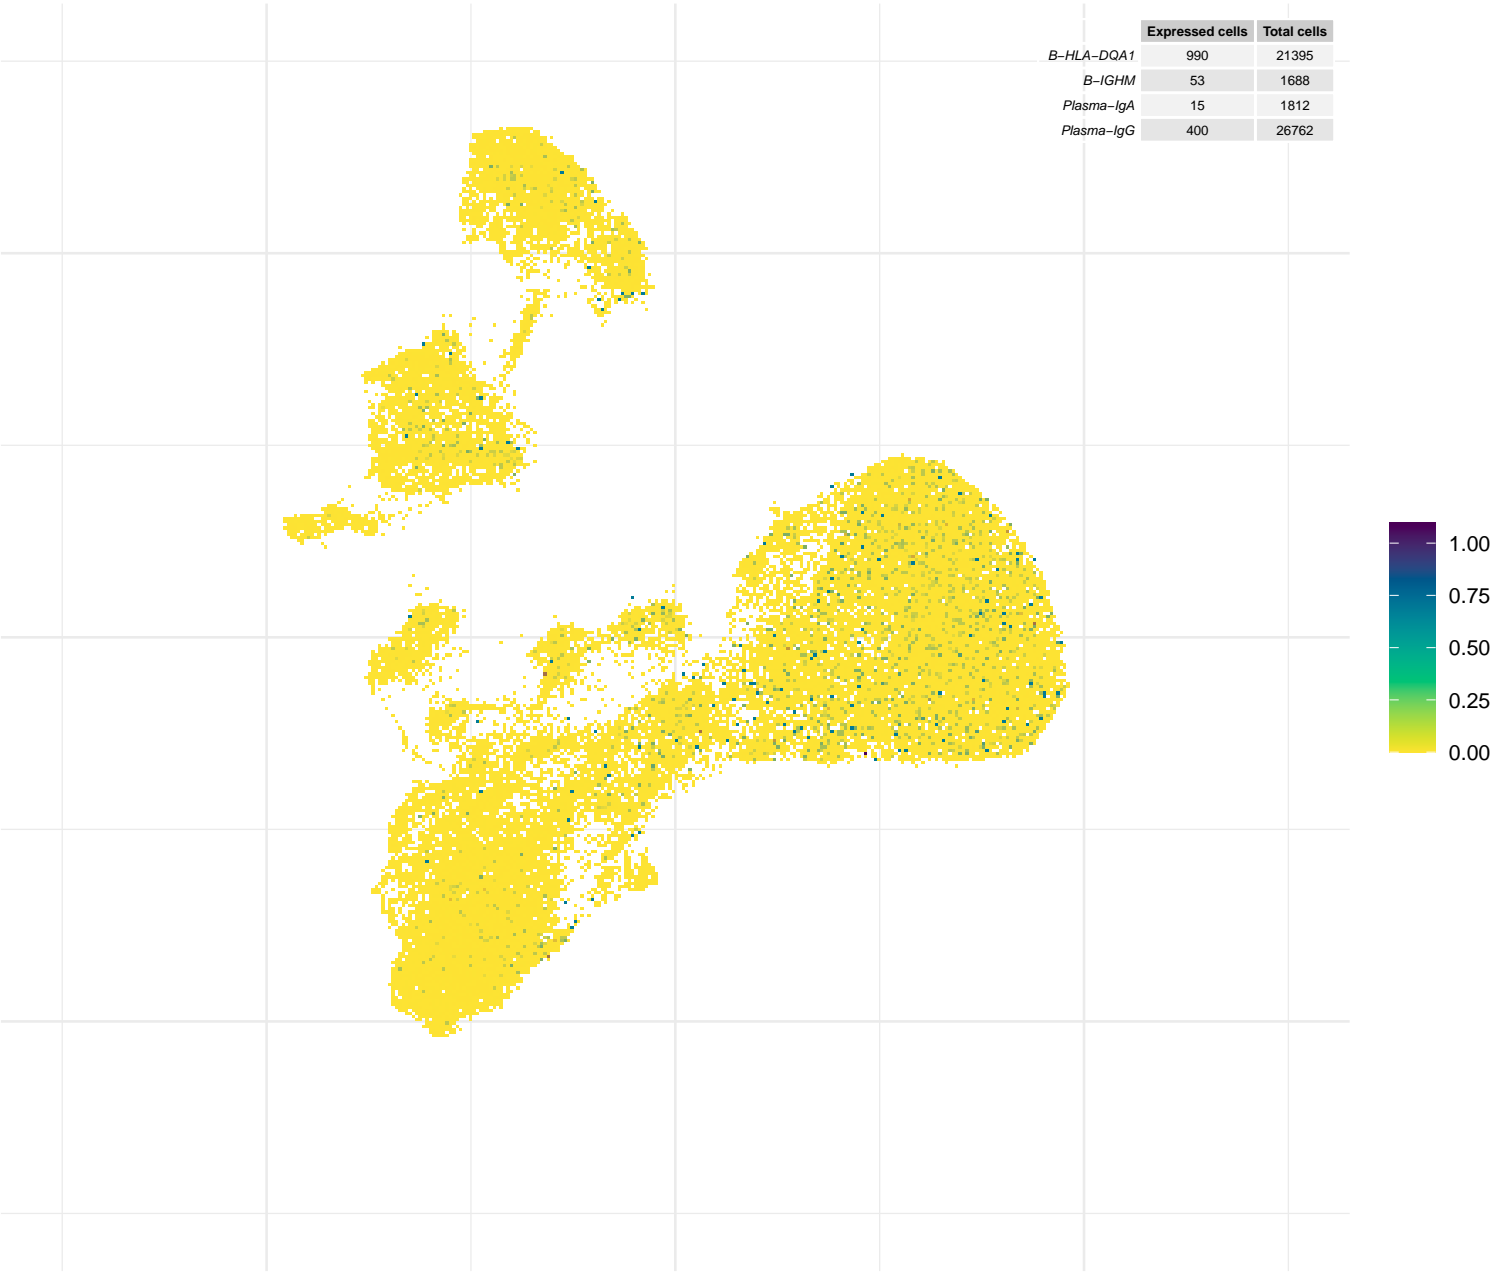 Expressed cells Total cells
B−HLA−DQA1 990 21395
B−IGHM 53 1688
Plasma−IgA 15 1812
Plasma−IgG 400 26762
1.00
0.75
0.50
0.25
0.00